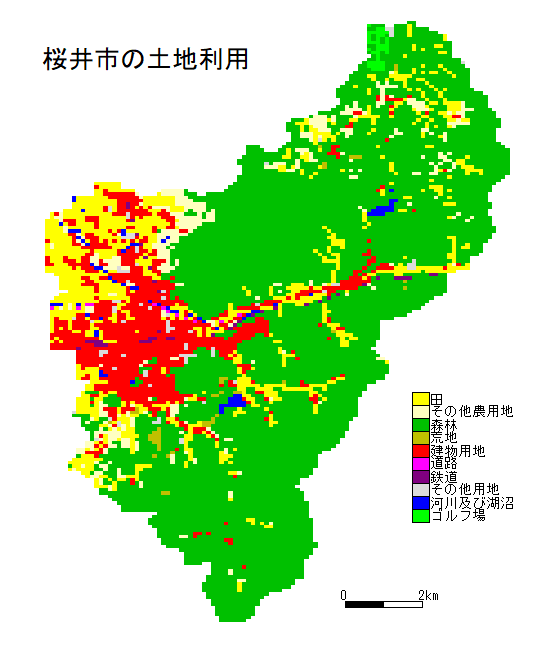 桜井市の土地利用
田
その他農用地
森林
荒地
建物用地
道路
鉄道
その他用地
河川及び湖沼
ゴルフ場
0 2km